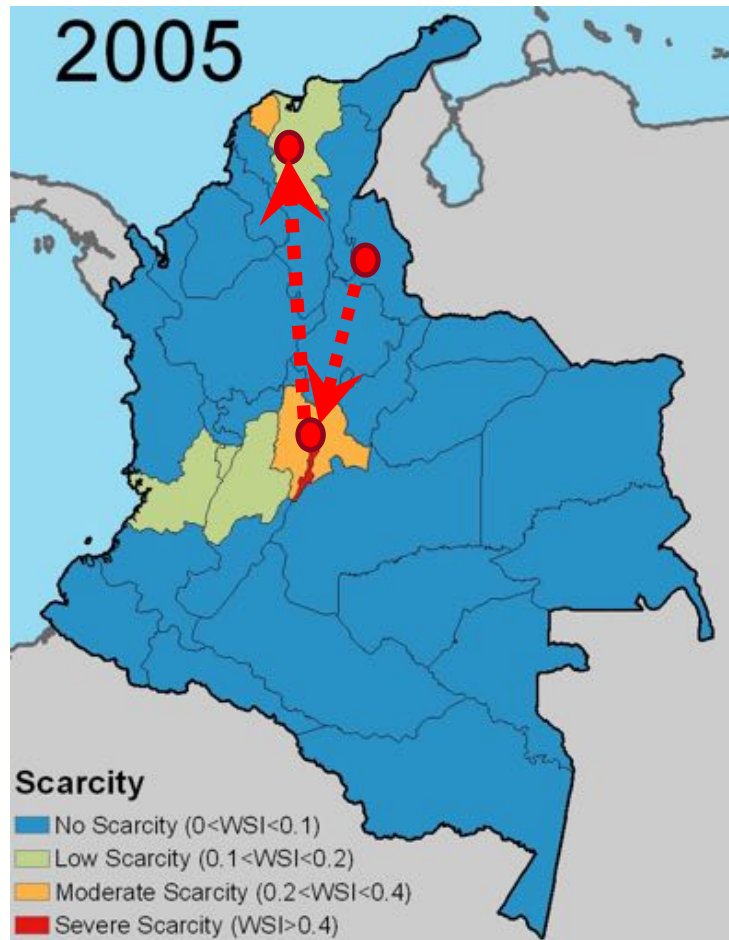 2005
Scarcity
No Scarcity (0<WSI<0.1)
Low Scarcity (0.1<WSI<0.2)
Moderate Scarcity (0.2<WSI<0.4)
Severe Scarcity (WSI>0.4)